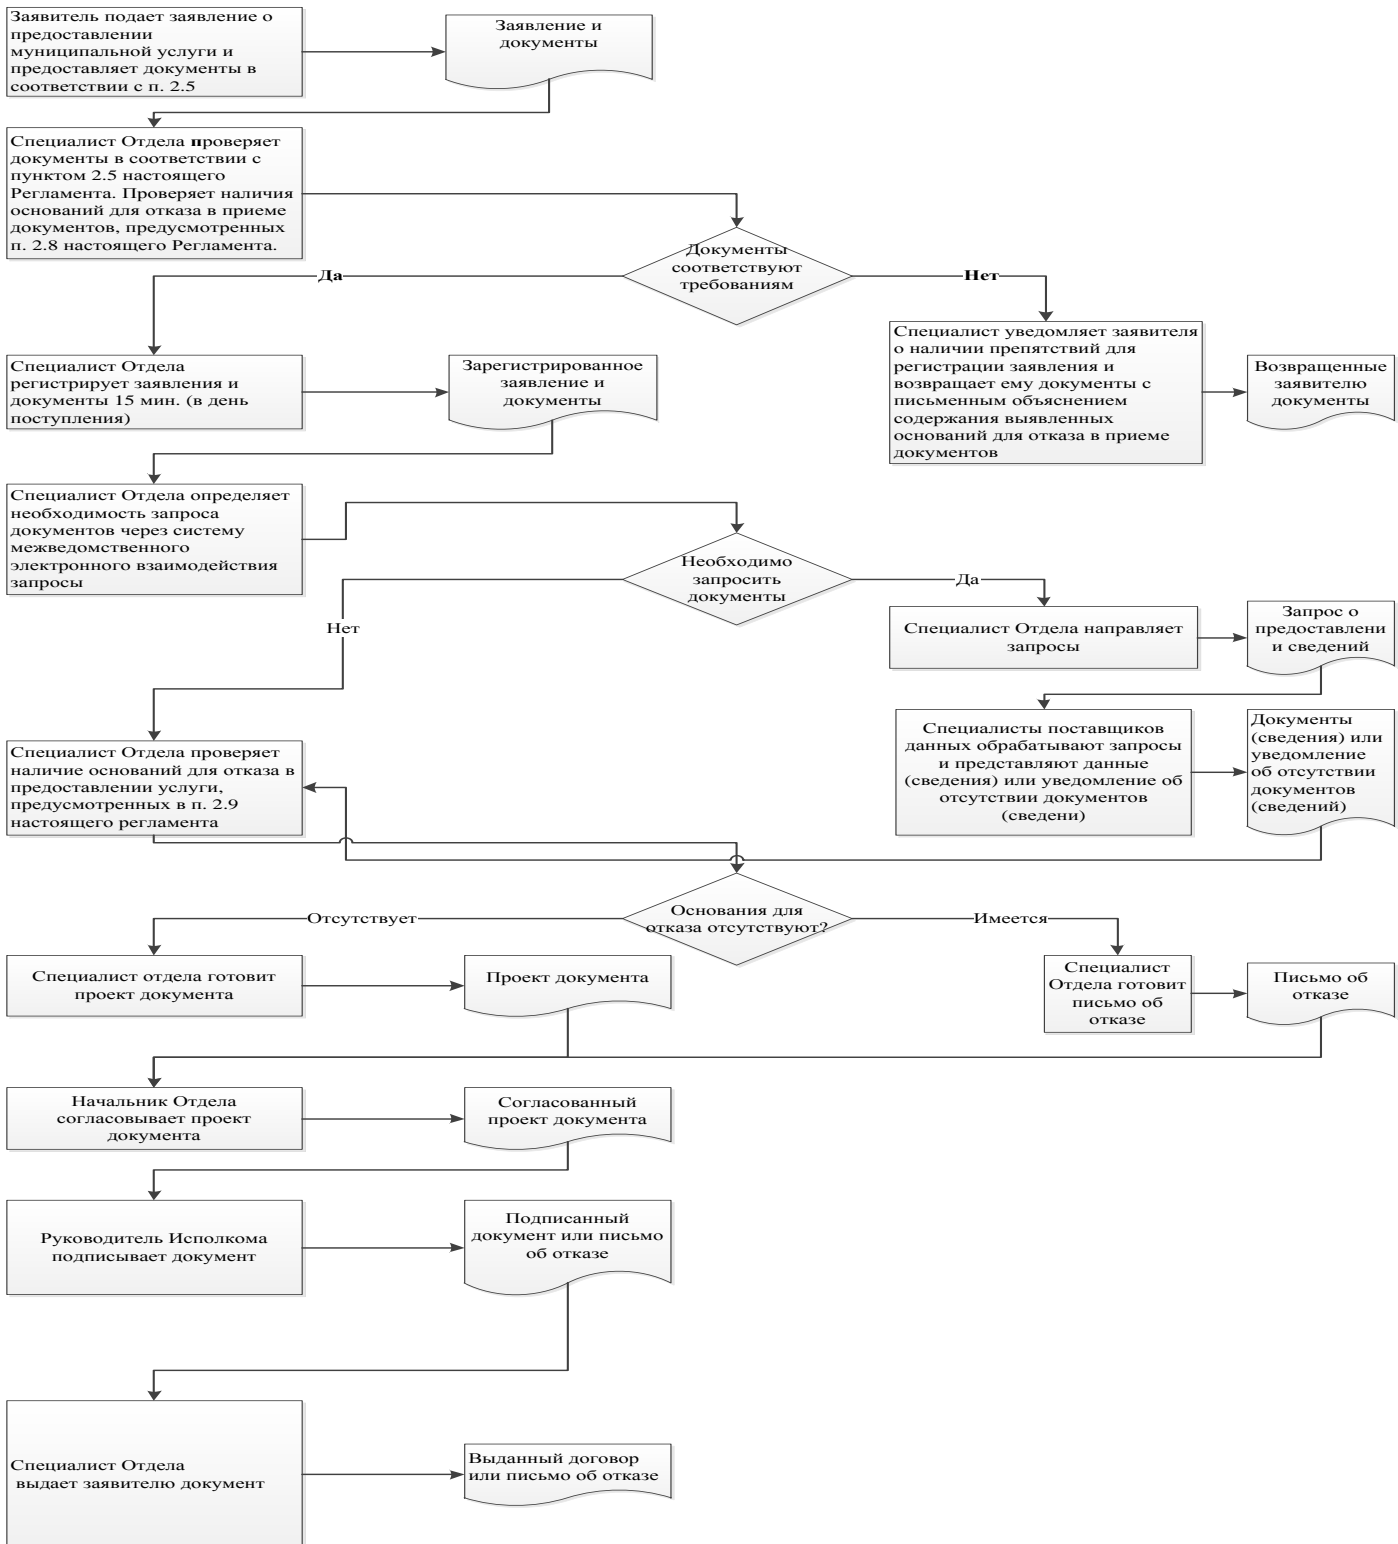 Заявитель подает заявление о
предоставлении
муниципальной услуги и
предоставляет документы в
соответствии с п. 2.5
Заявление и
документы
Специалист Отдела проверяет
документы в соответствии с
пунктом 2.5 настоящего
Регламента. Проверяет наличия
оснований для отказа в приеме
документов, предусмотренных
п. 2.8 настоящего Регламента.
Документы
соответствуют
требованиям
Да
Нет
Специалист уведомляет заявителя
о наличии препятствий для
регистрации заявления и
возвращает ему документы с
письменным объяснением
содержания выявленных
оснований для отказа в приеме
документов
Возвращенные
заявителю
документы
Специалист Отдела
регистрирует заявления и
документы 15 мин. (в день
поступления)
Зарегистрированное
заявление и
документы
Специалист Отдела определяет
необходимость запроса
документов через систему
межведомственного
электронного взаимодействия
запросы
Необходимо
запросить
документы
Да
Нет
Специалист Отдела направляет
запросы
Запрос о
предоставлени
и сведений
Специалисты поставщиков
данных обрабатывают запросы
и представляют данные
(сведения) или уведомление об
отсутствии документов
(сведени)
Документы
(сведения) или
уведомление
об отсутствии
документов
(сведений)
Специалист Отдела проверяет
наличие оснований для отказа в
предоставлении услуги,
предусмотренных в п. 2.9
настоящего регламента
Основания для
отказа отсутствуют?
Отсутствует
Имеется
Специалист отдела готовит
проект документа
Проект документа
Специалист
Отдела готовит
письмо об
отказе
Письмо об
отказе
Начальник Отдела
согласовывает проект
документа
Согласованный
проект документа
Руководитель Исполкома
подписывает документ
Подписанный
документ или письмо
об отказе
Специалист Отдела
выдает заявителю документ
Выданный договор
или письмо об отказе